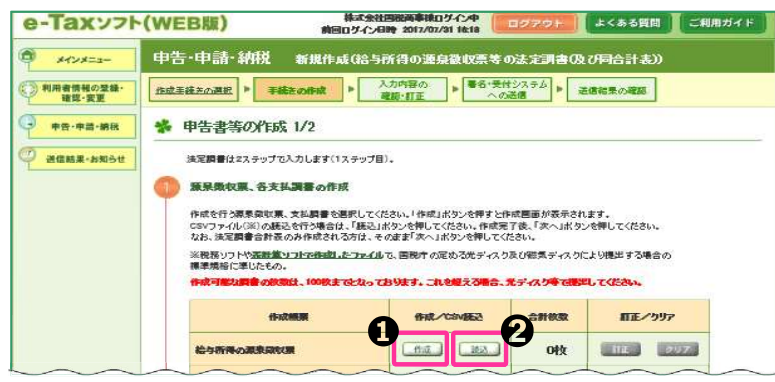 e-Taxソフト(WEB版)
株式会社国税商事様ログイン中
前回ログイン日時 2017/07/31 16:18
ログアウト
よくある質問
ご利用ガイド
メインメニュー
利用者情報の登録・
確認・変更
申告・申請・納税
送信結果・お知らせ
申告・申請・納税 新規作成(給与所得の源泉徴収票等の法定調書(及び同合計表))
作成手続きの選択
手続きの作成
入力内容の
確認・訂正
署名・受付システム
への送信
送信結果の確認
申告書等の作成 1/2
法定調書は2ステップで入力します(1ステップ目)。
1 源泉徴収票、各支払調書の作成
作成を行う源泉徴収票、支払調書を選択してください。「作成」ボタンを押すと作成画面が表示されます。
CSVファイル(※)の読込を行う場合は、「読込」ボタンを押してください。作成完了後、「次へ」ボタンを押してください。
なお、法定調書合計表のみ作成される方は、そのまま「次へ」ボタンを押してください。
※税務ソフトや表計算ソフトで作成したファイルで、国税庁の定める光ディスク及び磁気ディスクにより提出する場合の
標準規格に準じたもの。
作成可能な調書の枚数は、100枚までとなっております。これを超える場合、光ディスク等で提出してください。
作成帳票
作成/CSV読込
合計枚数
訂正/クリア
1
2
給与所得の源泉徴収票
作成
読込
0枚
訂正
クリア